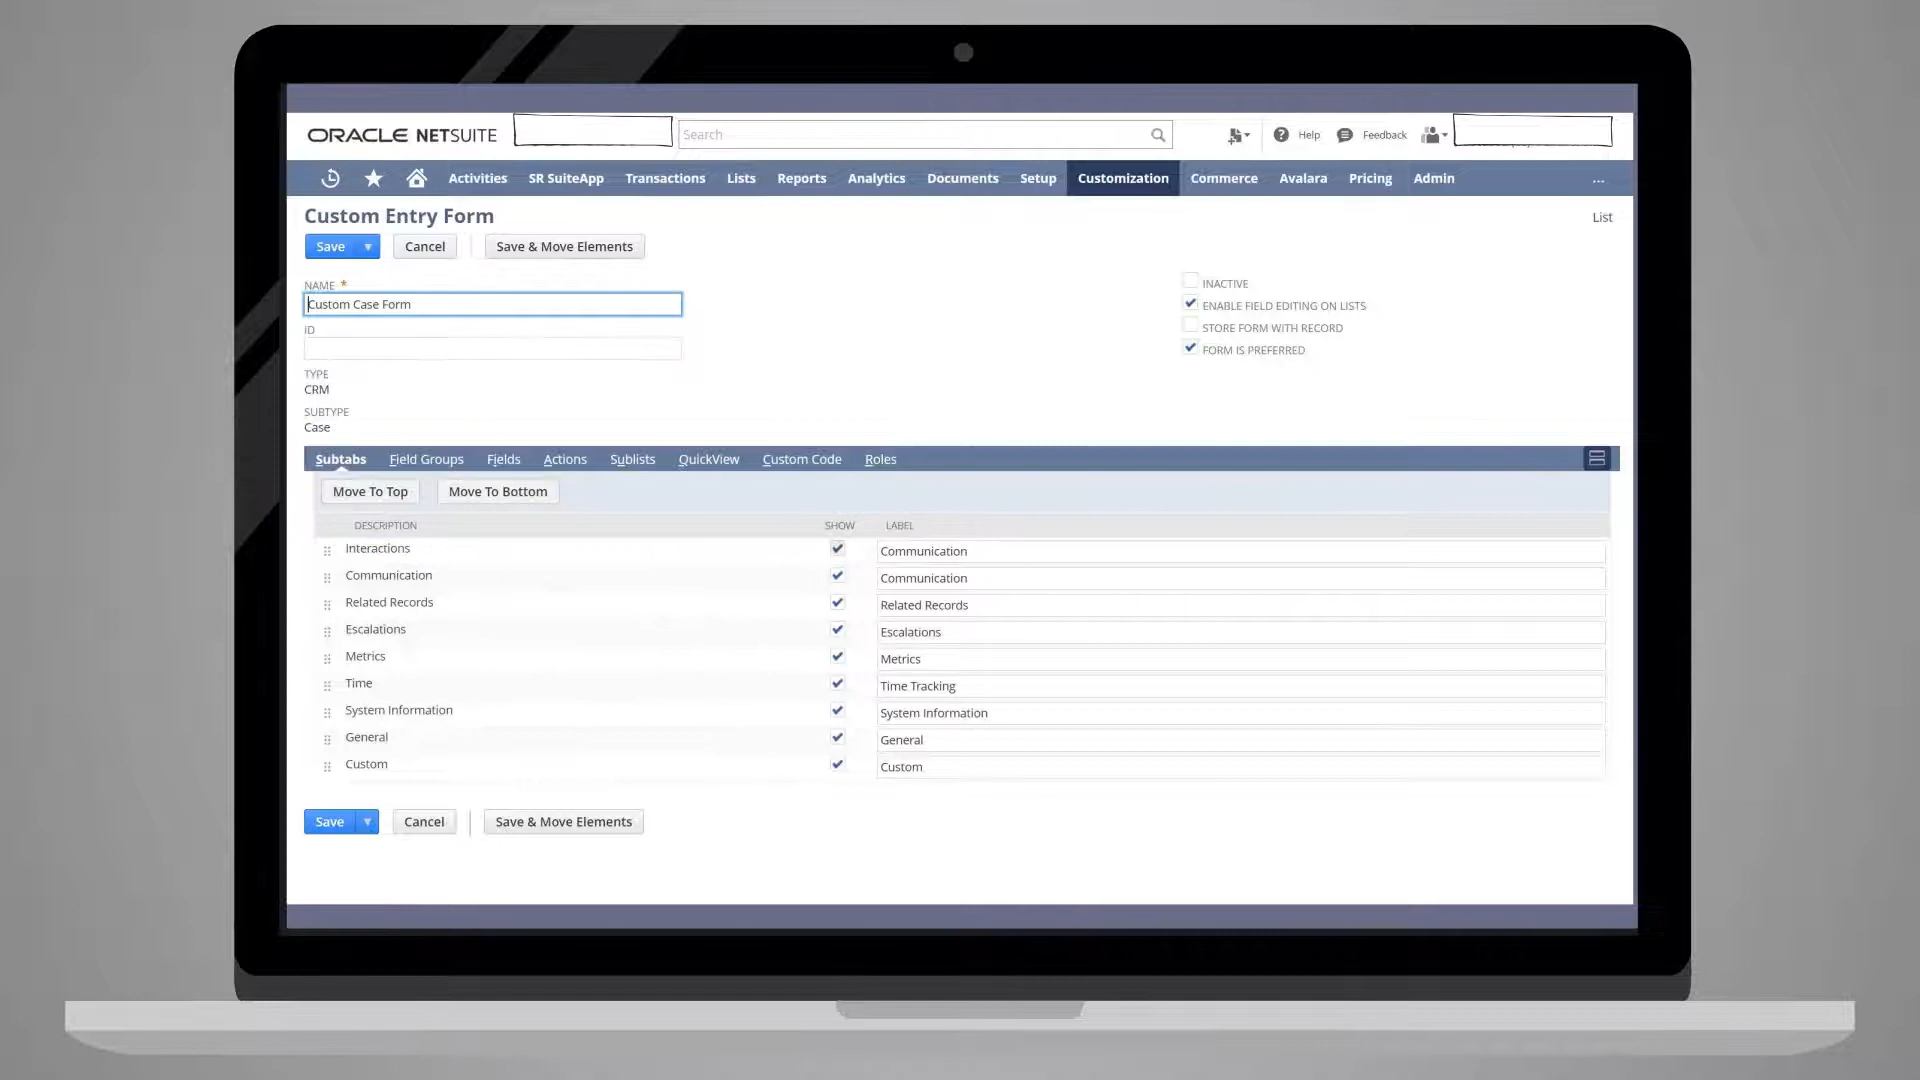 ORACLE NETSUITE
Search
Help
Feedback
Activities SR SuiteApp Transactions Lists Reports Analytics Documents Setup Customization Commerce Avalara Pricing Admin ...
Custom Entry Form
List
Save Cancel Save & Move Elements
NAME *
Custom Case Form
ID
TYPE
CRM
SUBTYPE
Case
INACTIVE
ENABLE FIELD EDITING ON LISTS
STORE FORM WITH RECORD
FORM IS PREFERRED
Subtabs Field Groups Fields Actions Sublists QuickView Custom Code Roles
Move To Top Move To Bottom
DESCRIPTION SHOW LABEL
Interactions Communication
Communication Communication
Related Records Related Records
Escalations Escalations
Metrics Metrics
Time Time Tracking
System Information System Information
General General
Custom Custom
Save Cancel Save & Move Elements